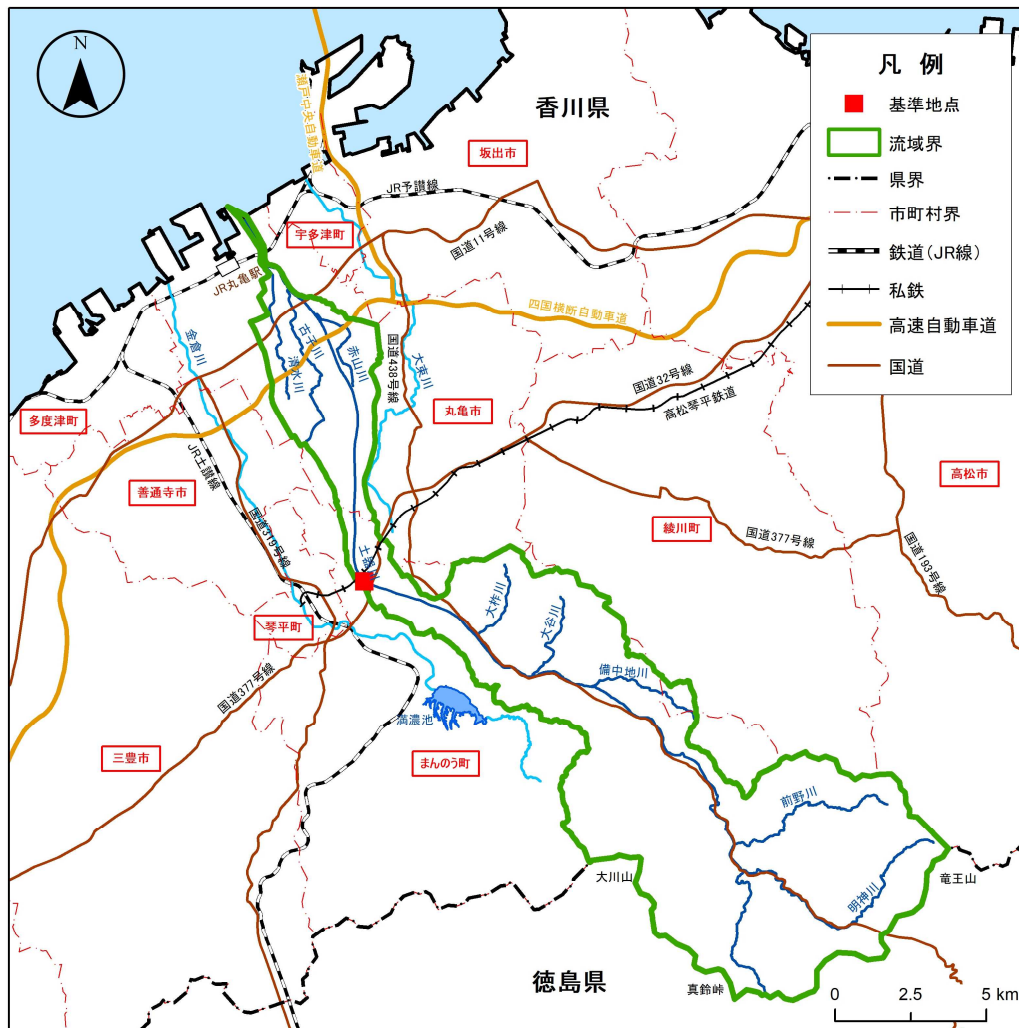 N
瀬戸中央自動車道
香川県
凡 例
基準地点
流域界
県界
市町村界
鉄道(JR線)
私鉄
高速自動車道
国道
坂出市
JR予讃線
宇多津町
国道11号線
JR丸亀駅
四国横断自動車道
金倉川
古子川
清水川
赤山川
国道438号線
大束川
国道32号線
高松琴平鉄道
丸亀市
多度津町
JR土讃線
善通寺市
高松市
綾川町
国道377号線
国道193号線
国道319号線
大柞川
大谷川
琴平町
備中地川
国道377号線
満濃池
三豊市
まんのう町
前野川
大川山
竜王山
明神川
徳島県
真鈴峠
0 2.5 5 km